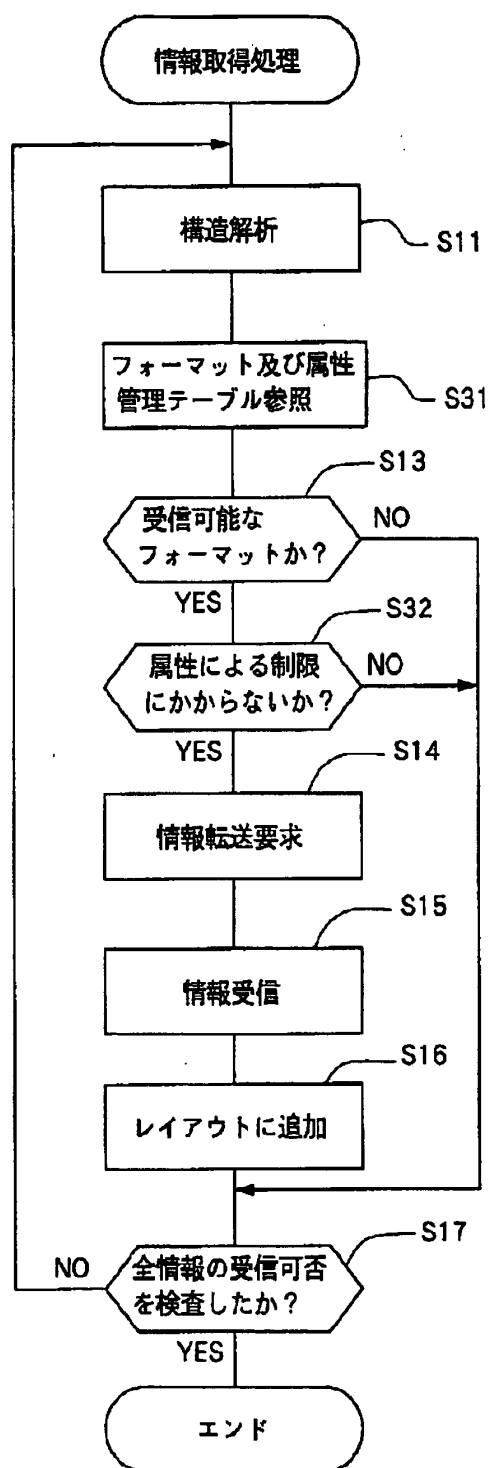 情報取得処理
構造解析
S11
フォーマット及び属性
管理テーブル参照
S31
S13
受信可能な
フォーマットか？
NO
YES
S32
属性による制限
にかからないか？
NO
YES
S14
情報転送要求
S15
情報受信
S16
レイアウトに追加
S17
NO
全情報の受信可否
を検査したか？
YES
エンド